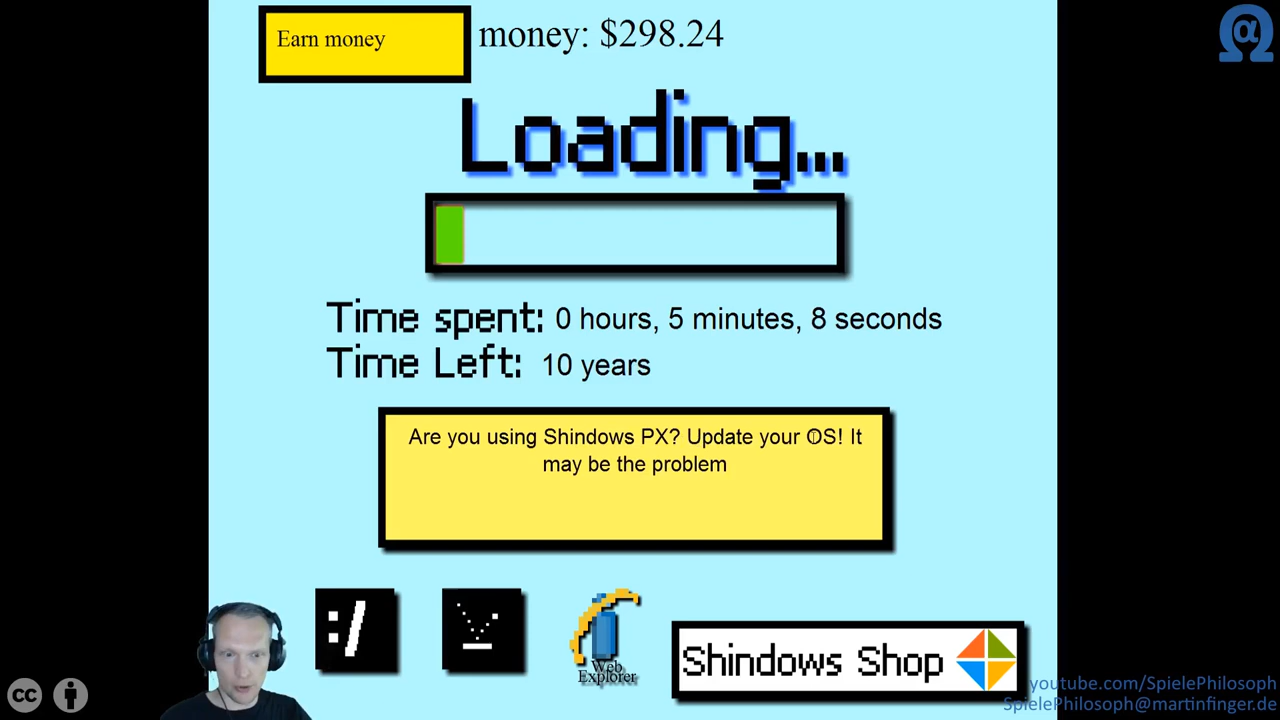 Earn money
money: $298.24
Loading...
Time spent: 0 hours, 5 minutes, 8 seconds
Time Left: 10 years
Are you using Shindows PX? Update your OS! It
may be the problem
:/
Web
Explorer
Shindows Shop
cc
youtube.com/SpielePhilosoph
SpielePhilosoph@martinfinger.de